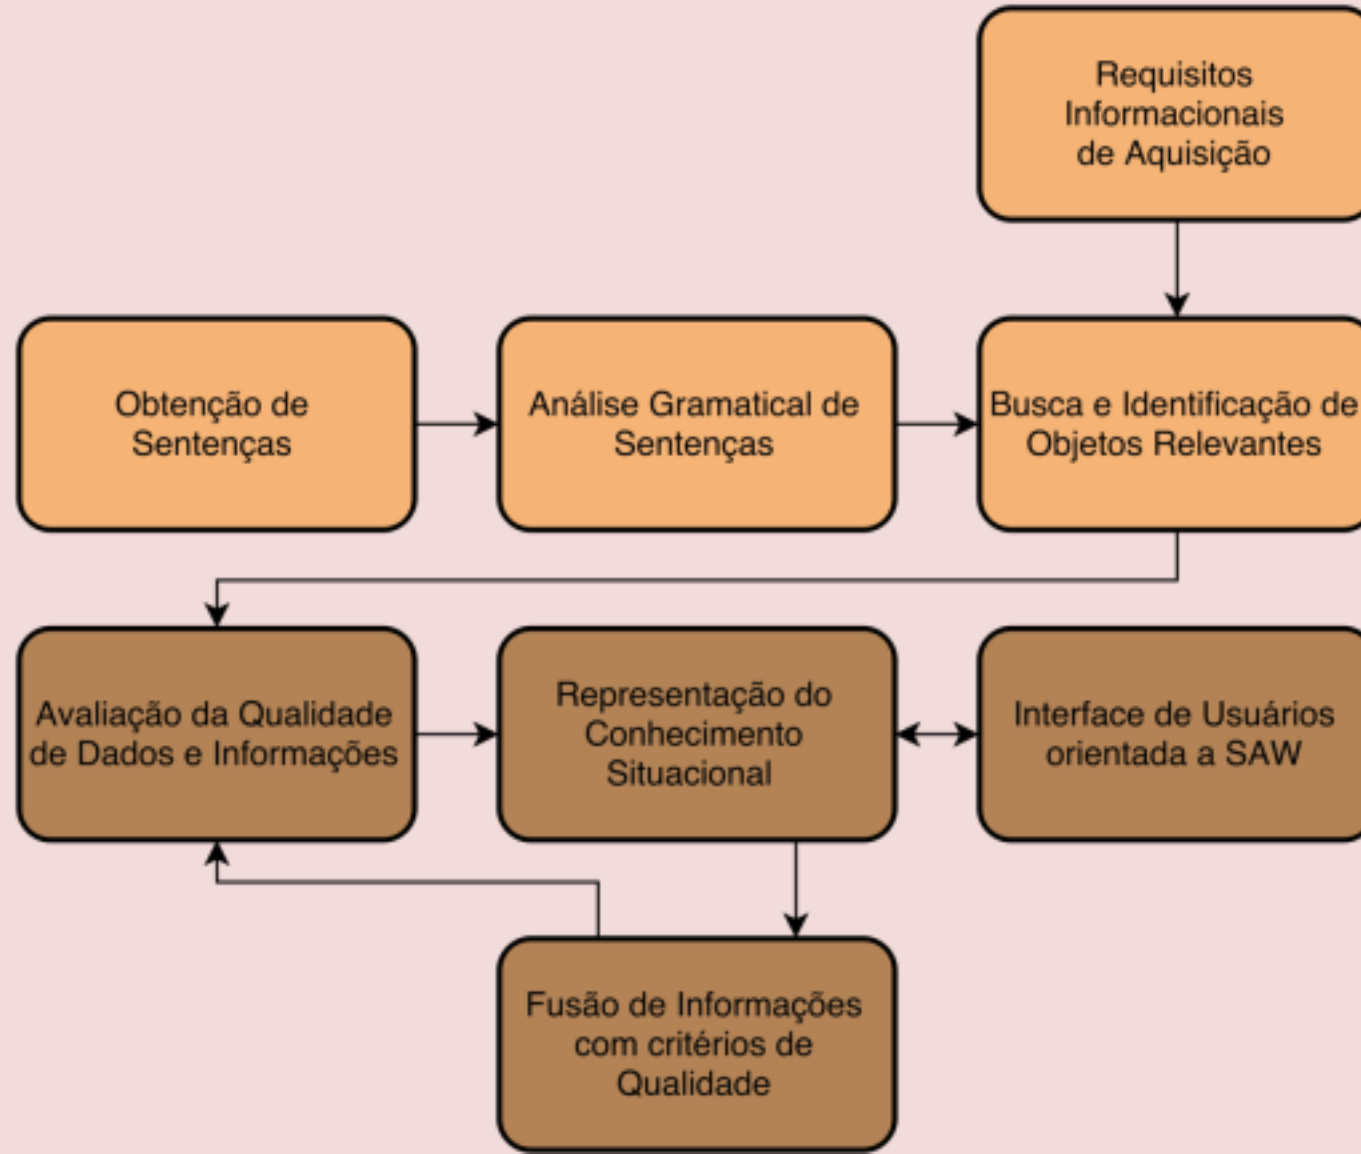 Requisitos
Informacionais
de Aquisição
Obtenção de
Sentenças
Análise Gramatical de
Sentenças
Busca e Identificação de
Objetos Relevantes
Avaliação da Qualidade
de Dados e Informações
Representação do
Conhecimento
Situacional
Interface de Usuários
orientada a SAW
Fusão de Informações
com critérios de
Qualidade